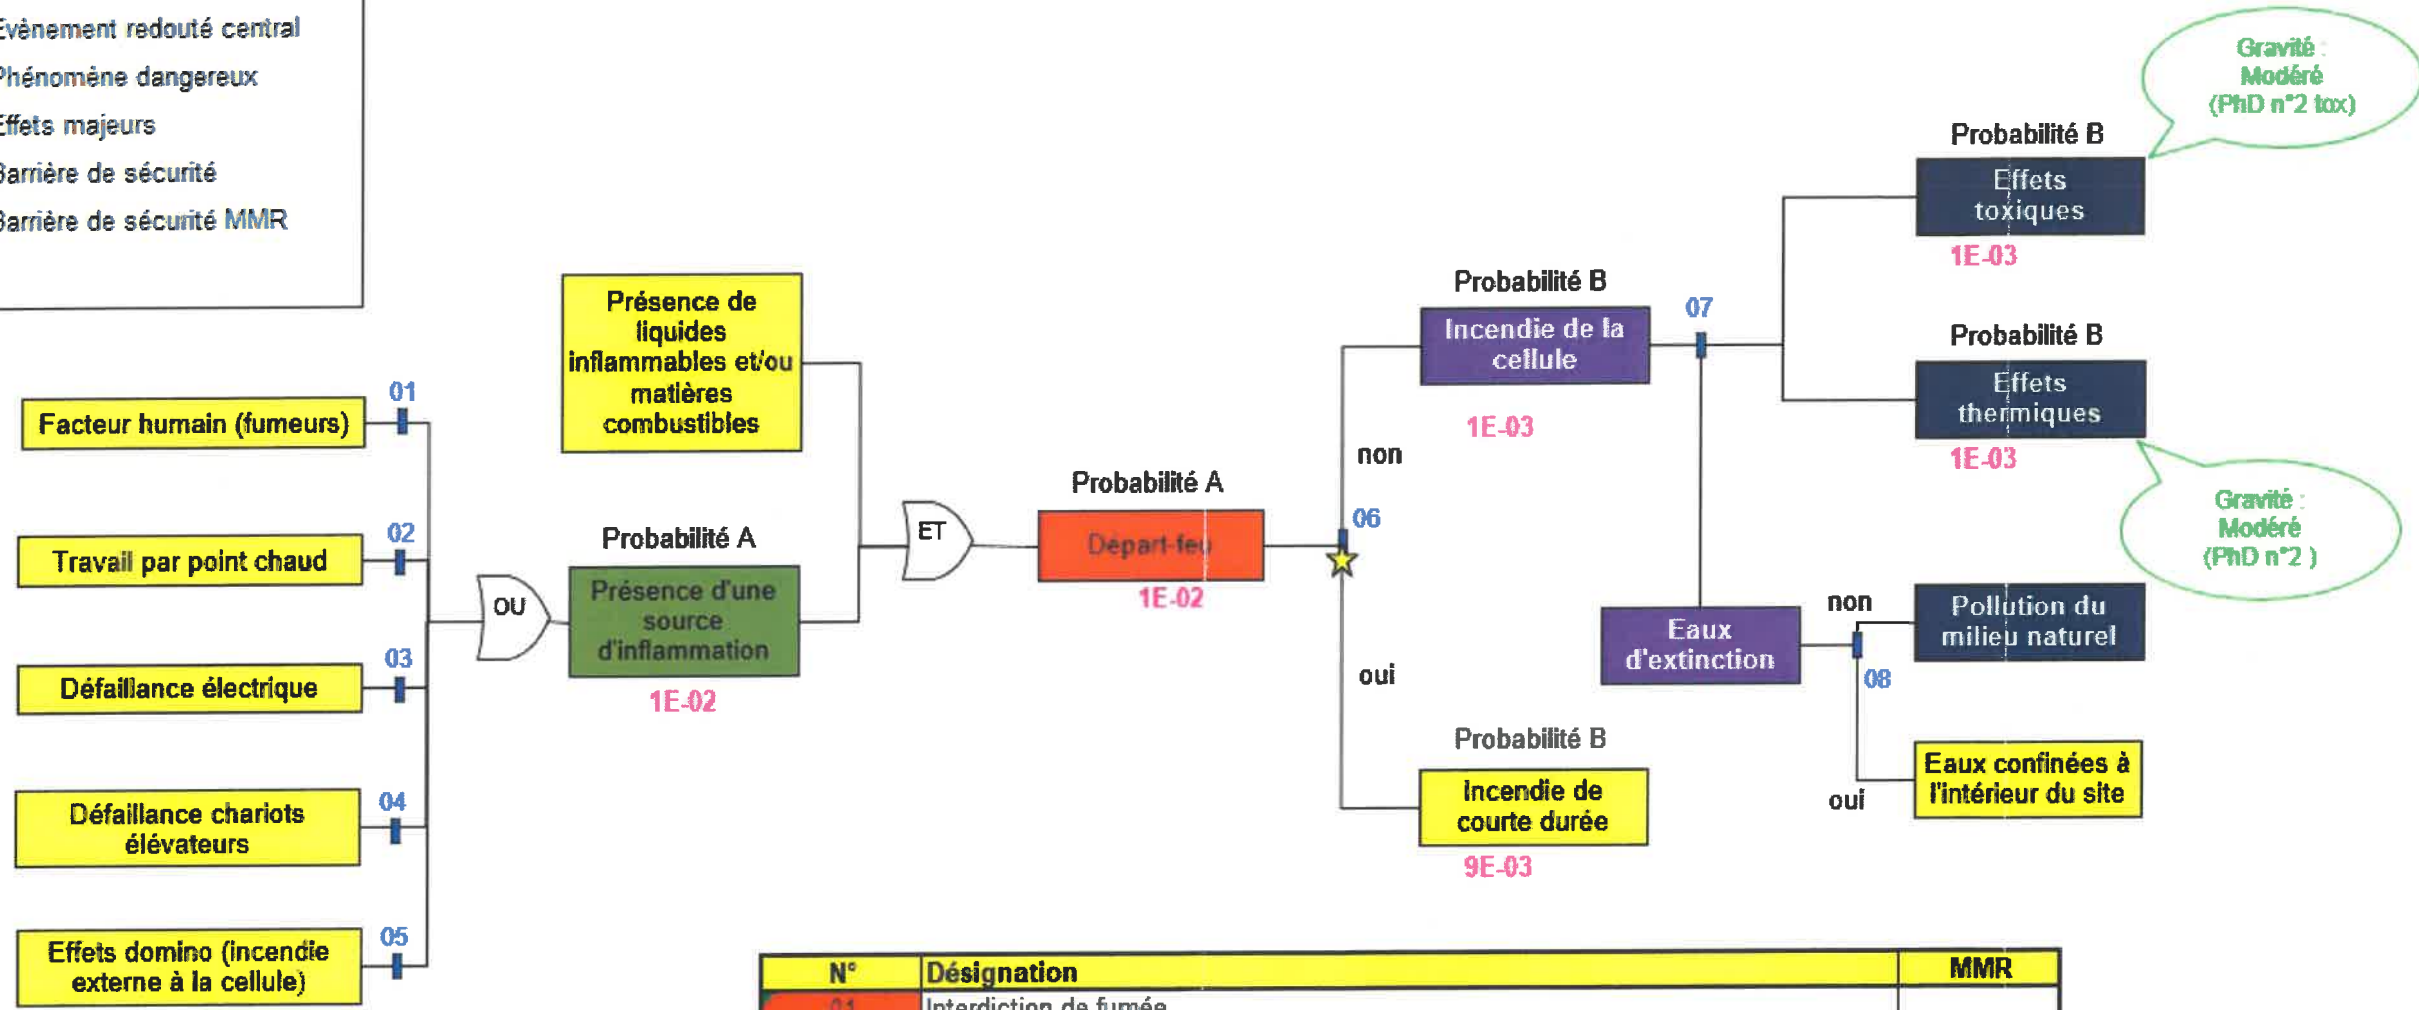 Evènement redouté central
Phénomène dangereux
Effets majeurs
Barrière de sécurité
Barrière de sécurité MMR
Gravité :
Modéré
(PhD n°2 tox)
Probabilité B
Effets
toxiques
1E-03
Probabilité B
Incendie de la
cellule
1E-03
07
Probabilité B
Effets
thermiques
1E-03
Gravité :
Modéré
(PhD n°2 )
Présence de
liquides
inflammables et/ou
matières
combustibles
01
Facteur humain (fumeurs)
02
Travail par point chaud
03
Défaillance électrique
04
Défaillance chariots
élévateurs
05
Effets domino (incendie
externe à la cellule)
OU
Probabilité A
Présence d'une
source
d'inflammation
1E-02
ET
Probabilité A
Départ-feu
1E-02
non
06
oui
Probabilité B
Incendie de
courte durée
9E-03
Eaux
d'extinction
non
08
oui
Pollution du
milieu naturel
Eaux confinées à
l'intérieur du site
N° Désignation MMR
01 Interdiction de fumée